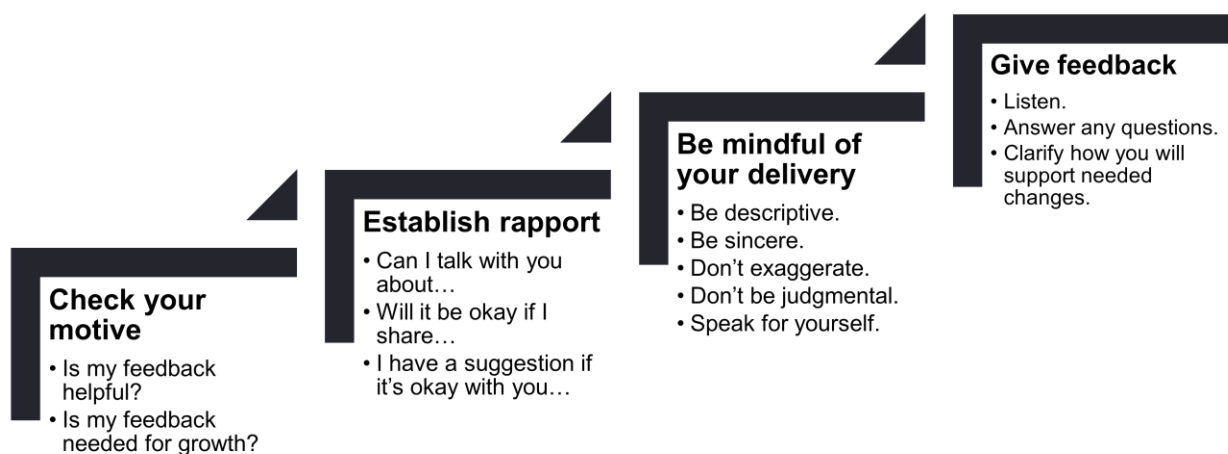 Check your
motive
• Is my feedback
helpful?
• Is my feedback
needed for growth?
Establish rapport
• Can I talk with you
about…
• Will it be okay if I
share…
• I have a suggestion if
it’s okay with you…
Be mindful of
your delivery
• Be descriptive.
• Be sincere.
• Don’t exaggerate.
• Don’t be judgmental.
• Speak for yourself.
Give feedback
• Listen.
• Answer any questions.
• Clarify how you will
support needed
changes.